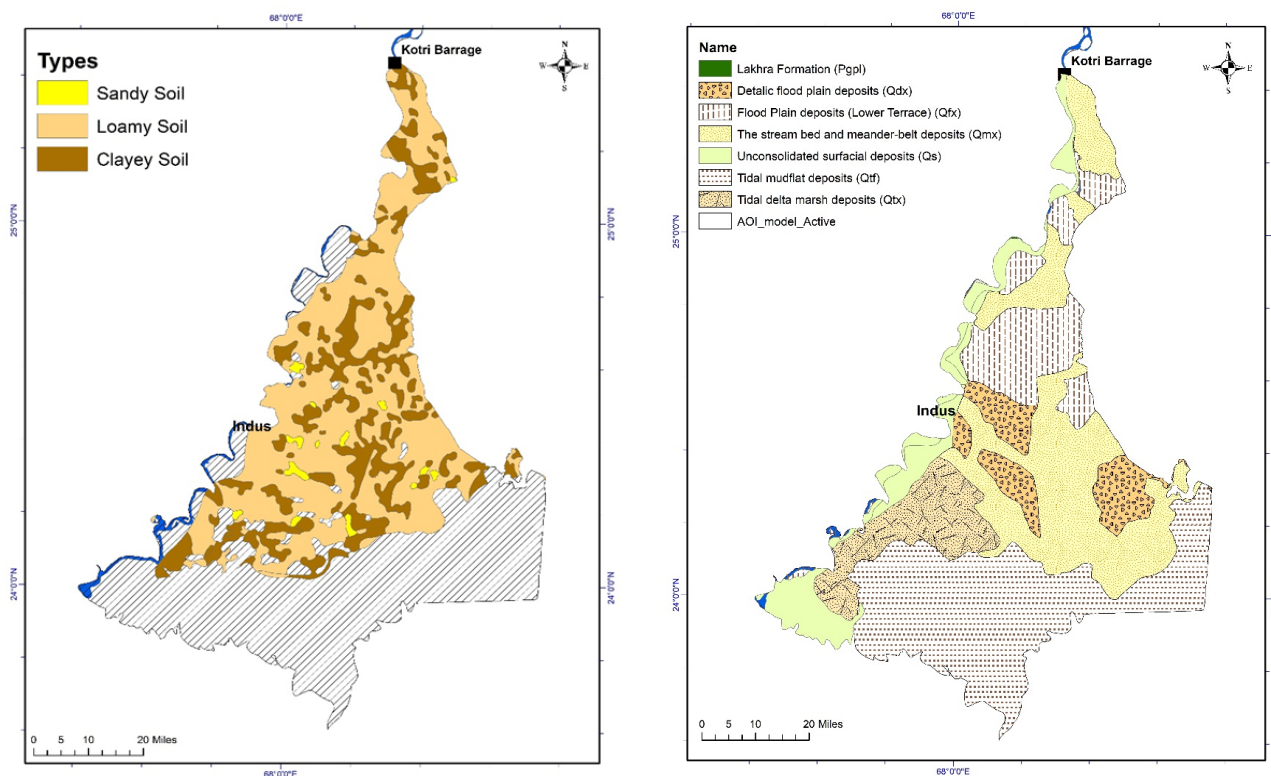 68°0'0"E
Types
Sandy Soil
Loamy Soil
Clayey Soil
Kotri Barrage
N
W E
S
25°0'0"N
25°0'0"N
Indus
24°0'0"N
24°0'0"N
0 5 10 20 Miles
68°0'0"E
68°0'0"E
Name
Lakhra Formation (Pgpl)
Detalic flood plain deposits (Qdx)
Flood Plain deposits (Lower Terrace) (Qfx)
The stream bed and meander-belt deposits (Qmx)
Unconsolidated surfacial deposits (Qs)
Tidal mudflat deposits (Qtf)
Tidal delta marsh deposits (Qtx)
AOI_model_Active
Kotri Barrage
N
W E
S
25°0'0"N
Indus
24°0'0"N
0 5 10 20 Miles
68°0'0"E